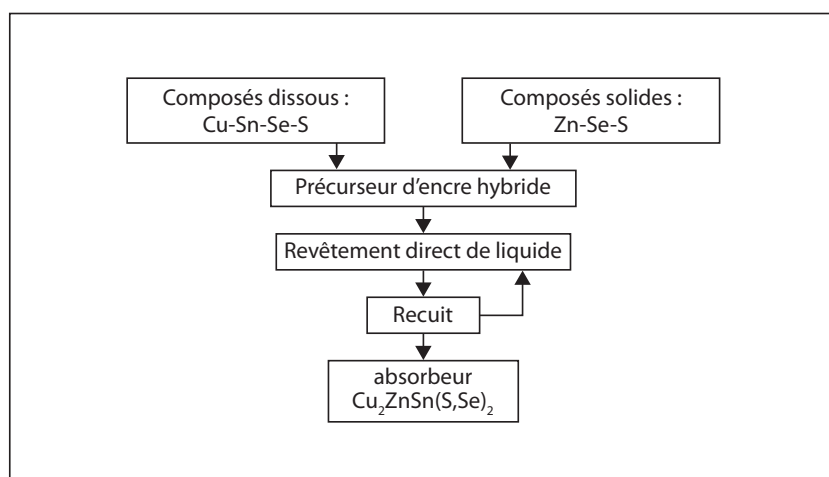 Composés dissous :
Cu-Sn-Se-S
Composés solides :
Zn-Se-S
Précurseur d'encre hybride
Revêtement direct de liquide
Recuit
absorbeur
Cu₂ZnSn(S,Se)₂